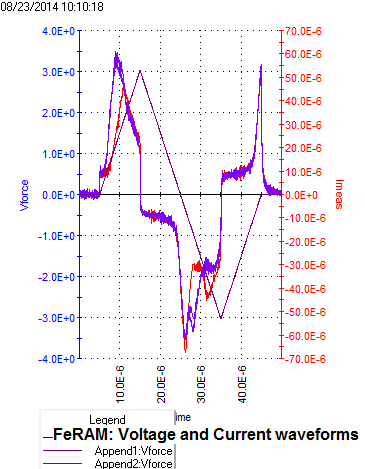 08/23/2014 10:10:18
4.0E+0
3.0E+0
2.0E+0
1.0E+0
0.0E+0
-1.0E+0
-2.0E+0
-3.0E+0
-4.0E+0
Vforce
70.0E-6
60.0E-6
50.0E-6
40.0E-6
30.0E-6
20.0E-6
10.0E-6
0.0E+0
-10.0E-6
-20.0E-6
-30.0E-6
-40.0E-6
-50.0E-6
-60.0E-6
-70.0E-6
Imeas
10.0E-6
20.0E-6
30.0E-6
40.0E-6
ime
Legend
FeRAM: Voltage and Current waveforms
Append1:Vforce
Append2:Vforce